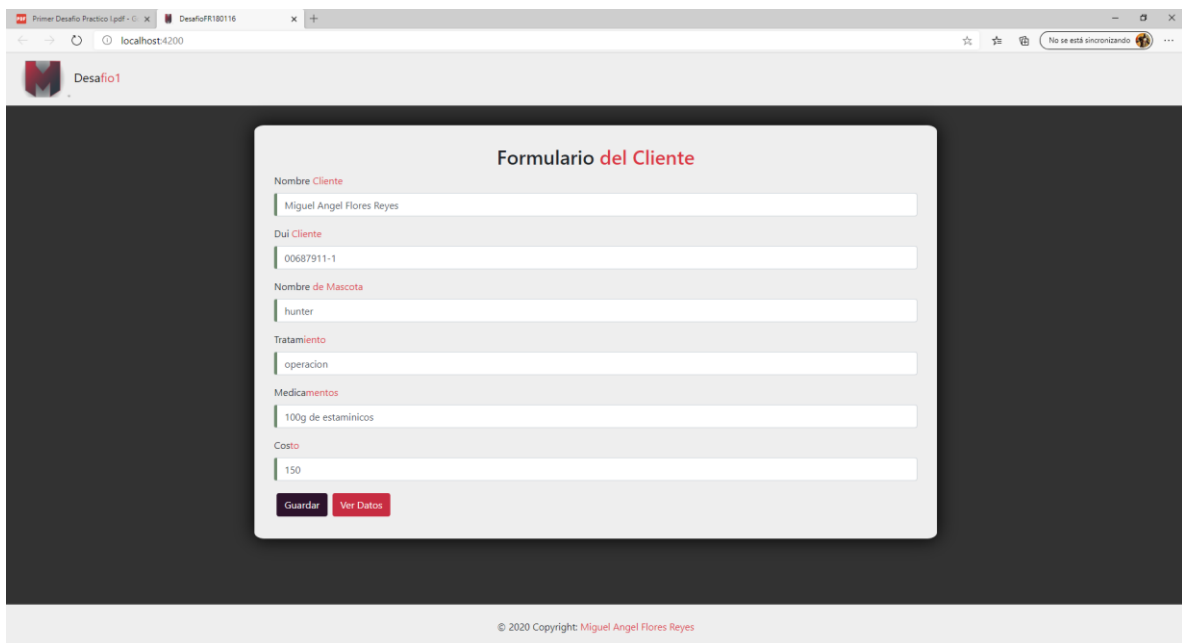 Primer Desafio Practico I.pdf - G
DesafioFR180116
localhost:4200
No se está sincronizando
Desafio1
Formulario del Cliente
Nombre Cliente
Miguel Angel Flores Reyes
Dui Cliente
00687911-1
Nombre de Mascota
hunter
Tratamiento
operacion
Medicamentos
100g de estaminicos
Costo
150
Guardar Ver Datos
© 2020 Copyright: Miguel Angel Flores Reyes